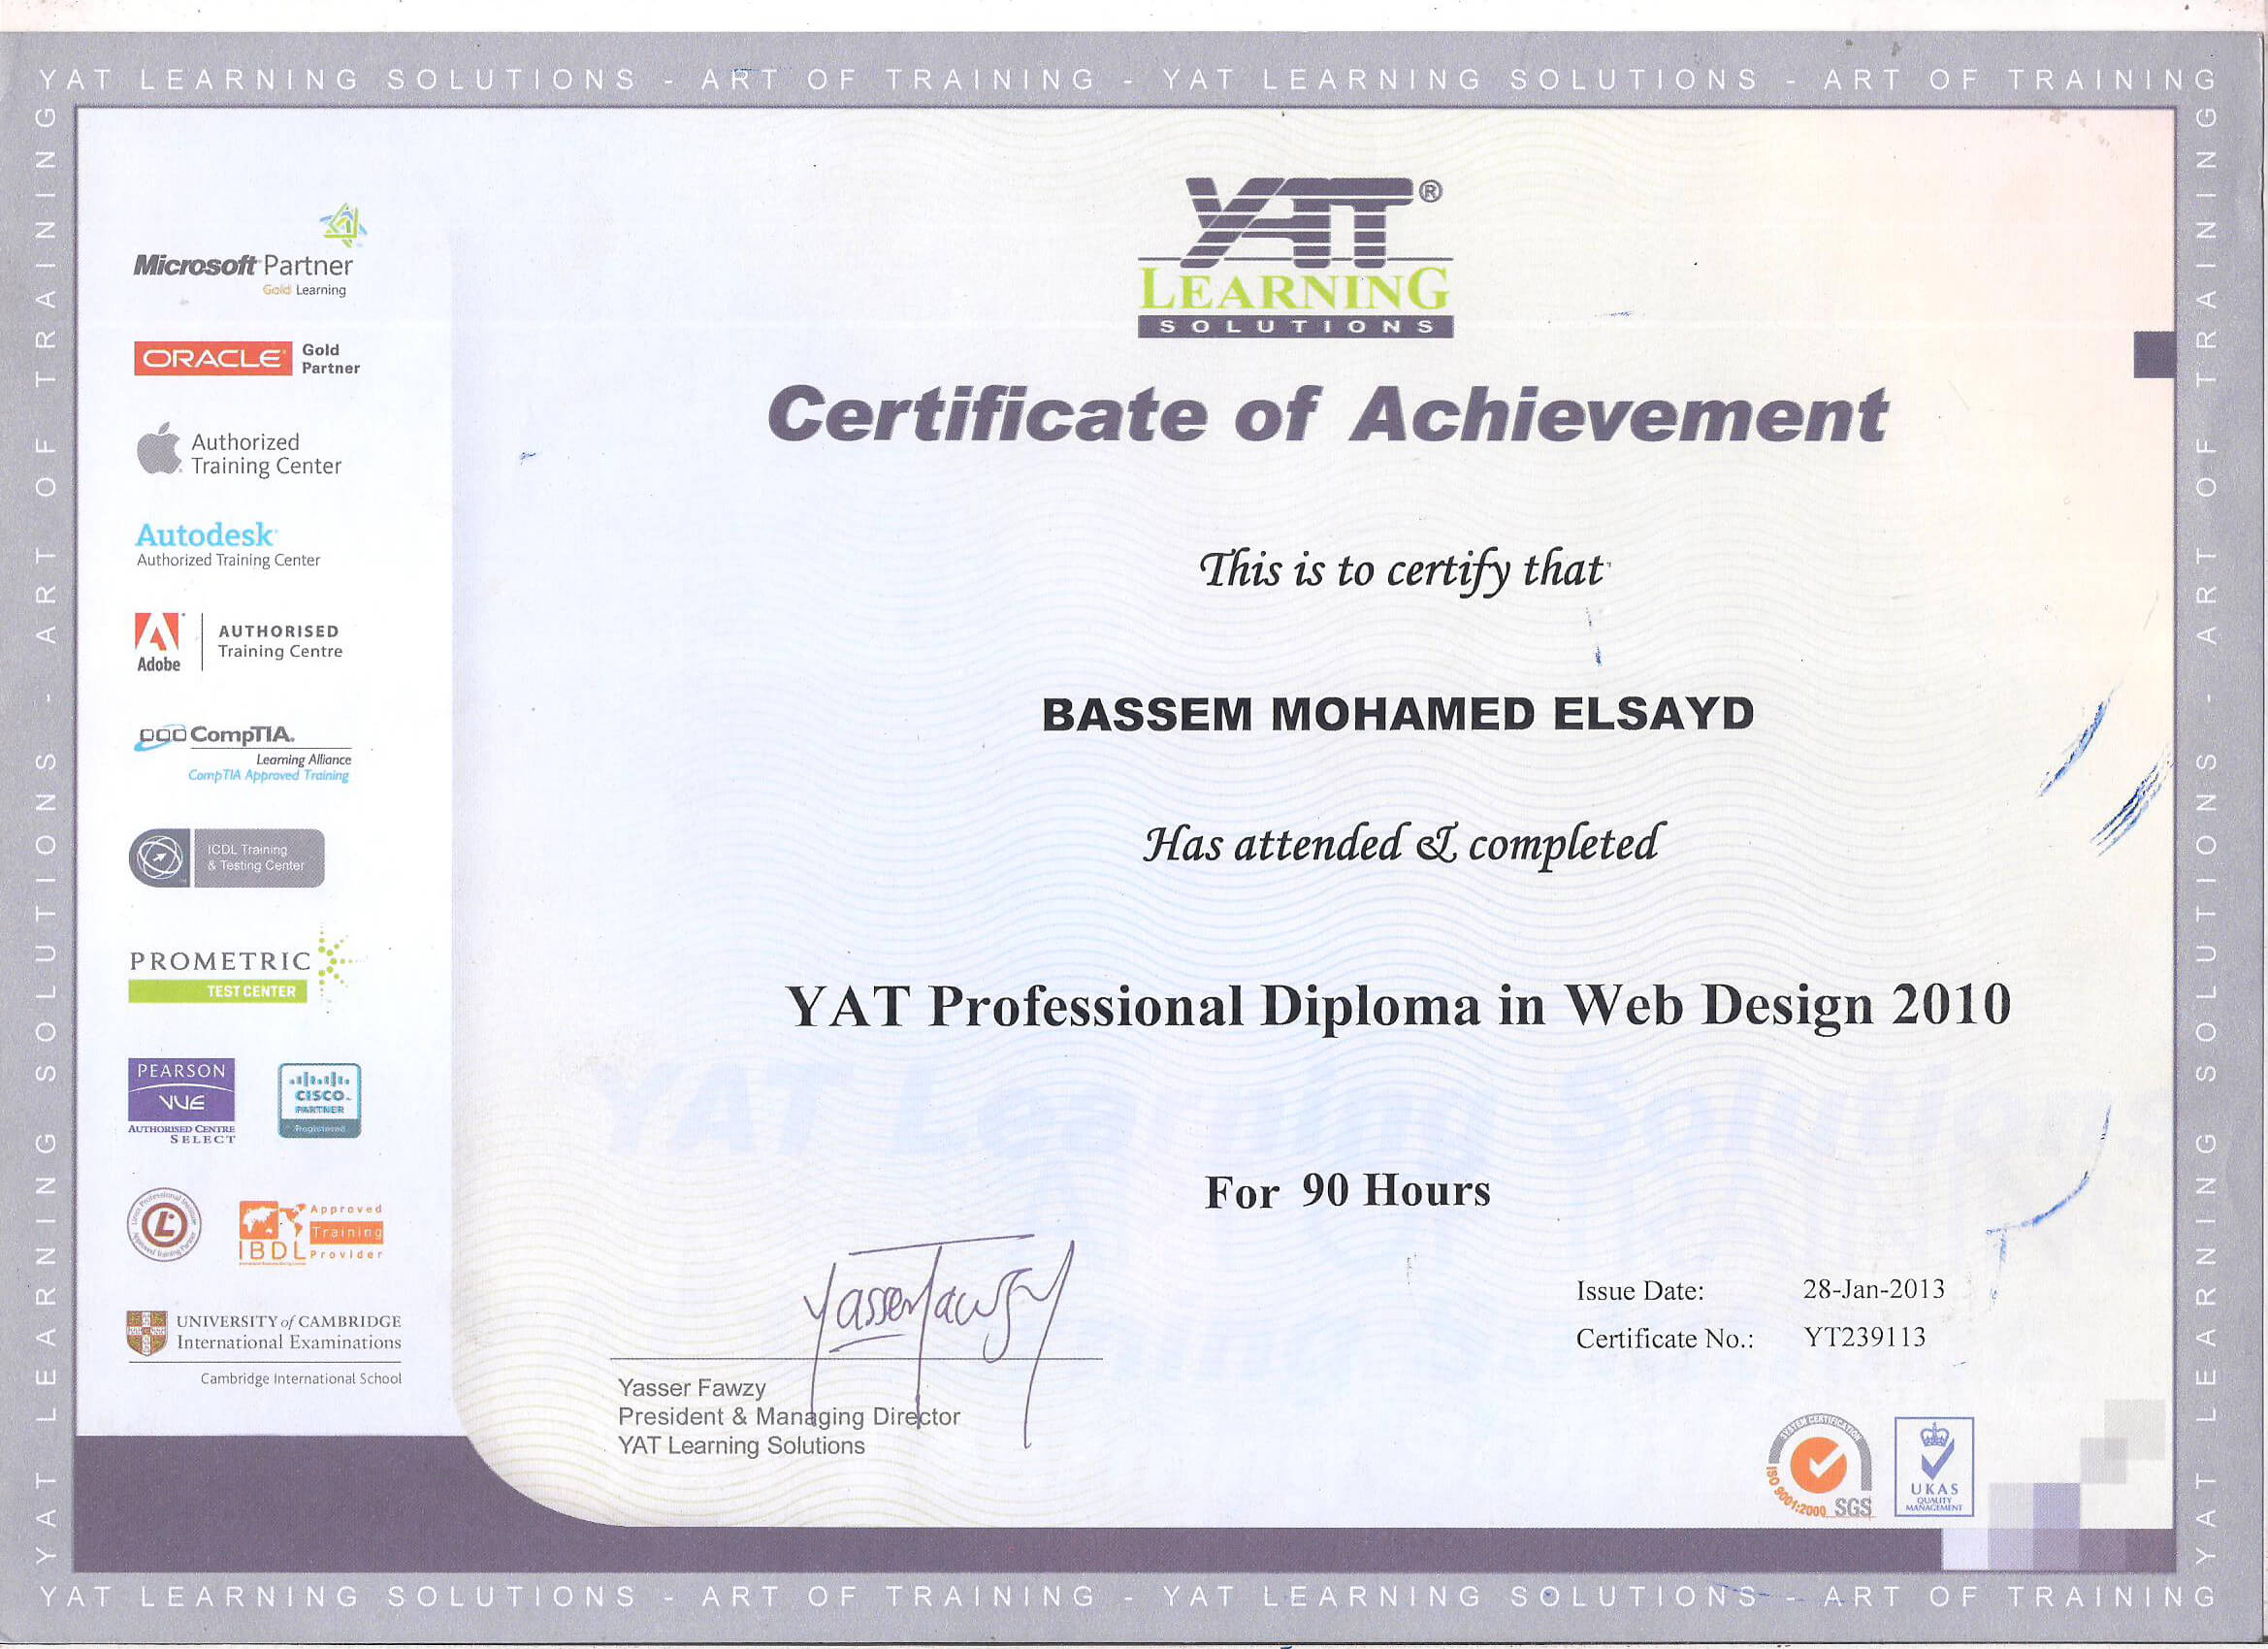 YAT LEARNING SOLUTIONS - ART OF TRAINING - YAT LEARNING SOLUTIONS - ART OF TRAINING
YAT LEARNING SOLUTIONS - ART OF TRAINING
YAT LEARNING SOLUTIONS - ART OF TRAINING
Microsoft Partner
Gold Learning
ORACLE Gold
Partner
Authorized
Training Center
Autodesk
Authorized Training Center
Adobe
AUTHORISED
Training Centre
CompTIA.
Learning Alliance
CompTIA Approved Training
ICDL Training
& Testing Center
PROMETRIC
TEST CENTER
PEARSON
VUE
AUTHORISED CENTRE
SELECT
CISCO
PARTNER
Registered
Approved
Training
IBDL Provider
UNIVERSITY of CAMBRIDGE
International Examinations
Cambridge International School
YAT®
LEARNING
SOLUTIONS
Certificate of Achievement
This is to certify that
BASSEM MOHAMED ELSAYD
Has attended & completed
YAT Professional Diploma in Web Design 2010
YAT Learning Solutions
For 90 Hours
Yasser Fawzy
Yasser Fawzy
President & Managing Director
YAT Learning Solutions
Issue Date: 28-Jan-2013
Certificate No.: YT239113
SYSTEM CERTIFICATION
ISO 9001:2000 SGS
UKAS
QUALITY
MANAGEMENT
YAT LEARNING SOLUTIONS - ART OF TRAINING - YAT LEARNING SOLUTIONS - ART OF TRAINING